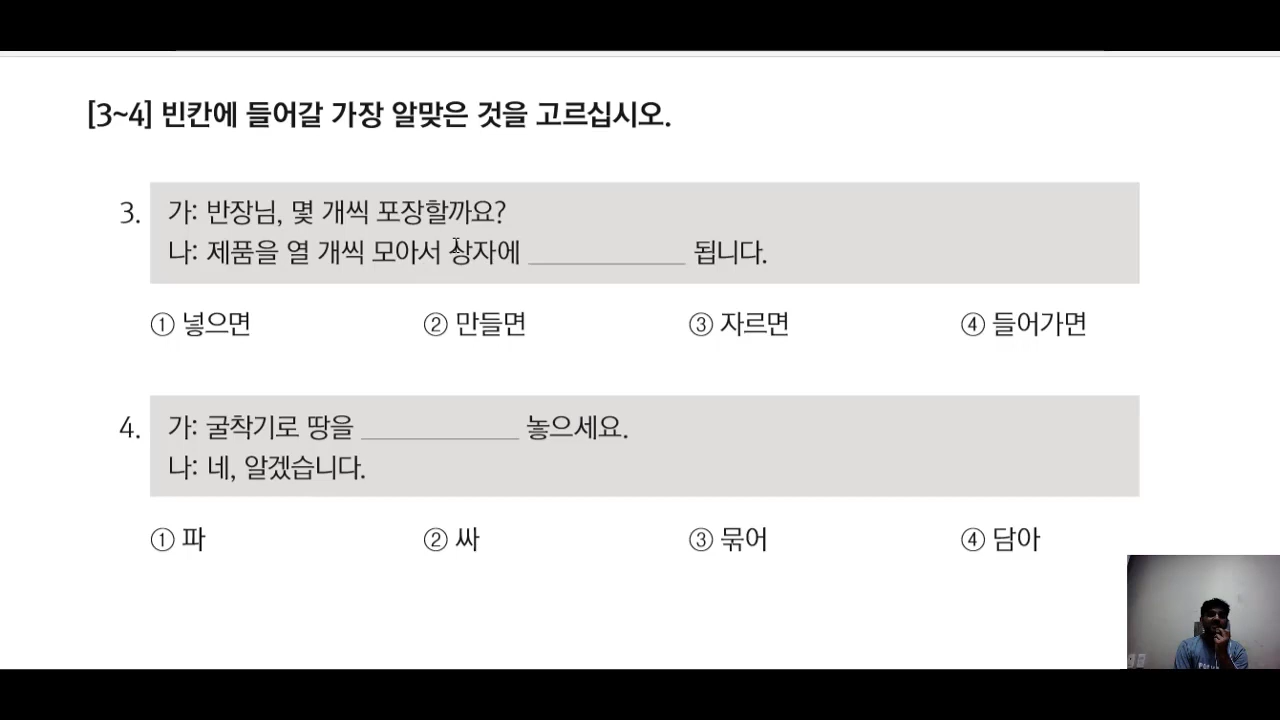 [3~4] 빈칸에 들어갈 가장 알맞은 것을 고르십시오.
3. 가: 반장님, 몇 개씩 포장할까요?
나: 제품을 열 개씩 모아서 상자에 ____________ 됩니다.
① 넣으면 ② 만들면 ③ 자르면 ④ 들어가면
4. 가: 굴착기로 땅을 ____________ 놓으세요.
나: 네, 알겠습니다.
① 파 ② 싸 ③ 묶어 ④ 담아